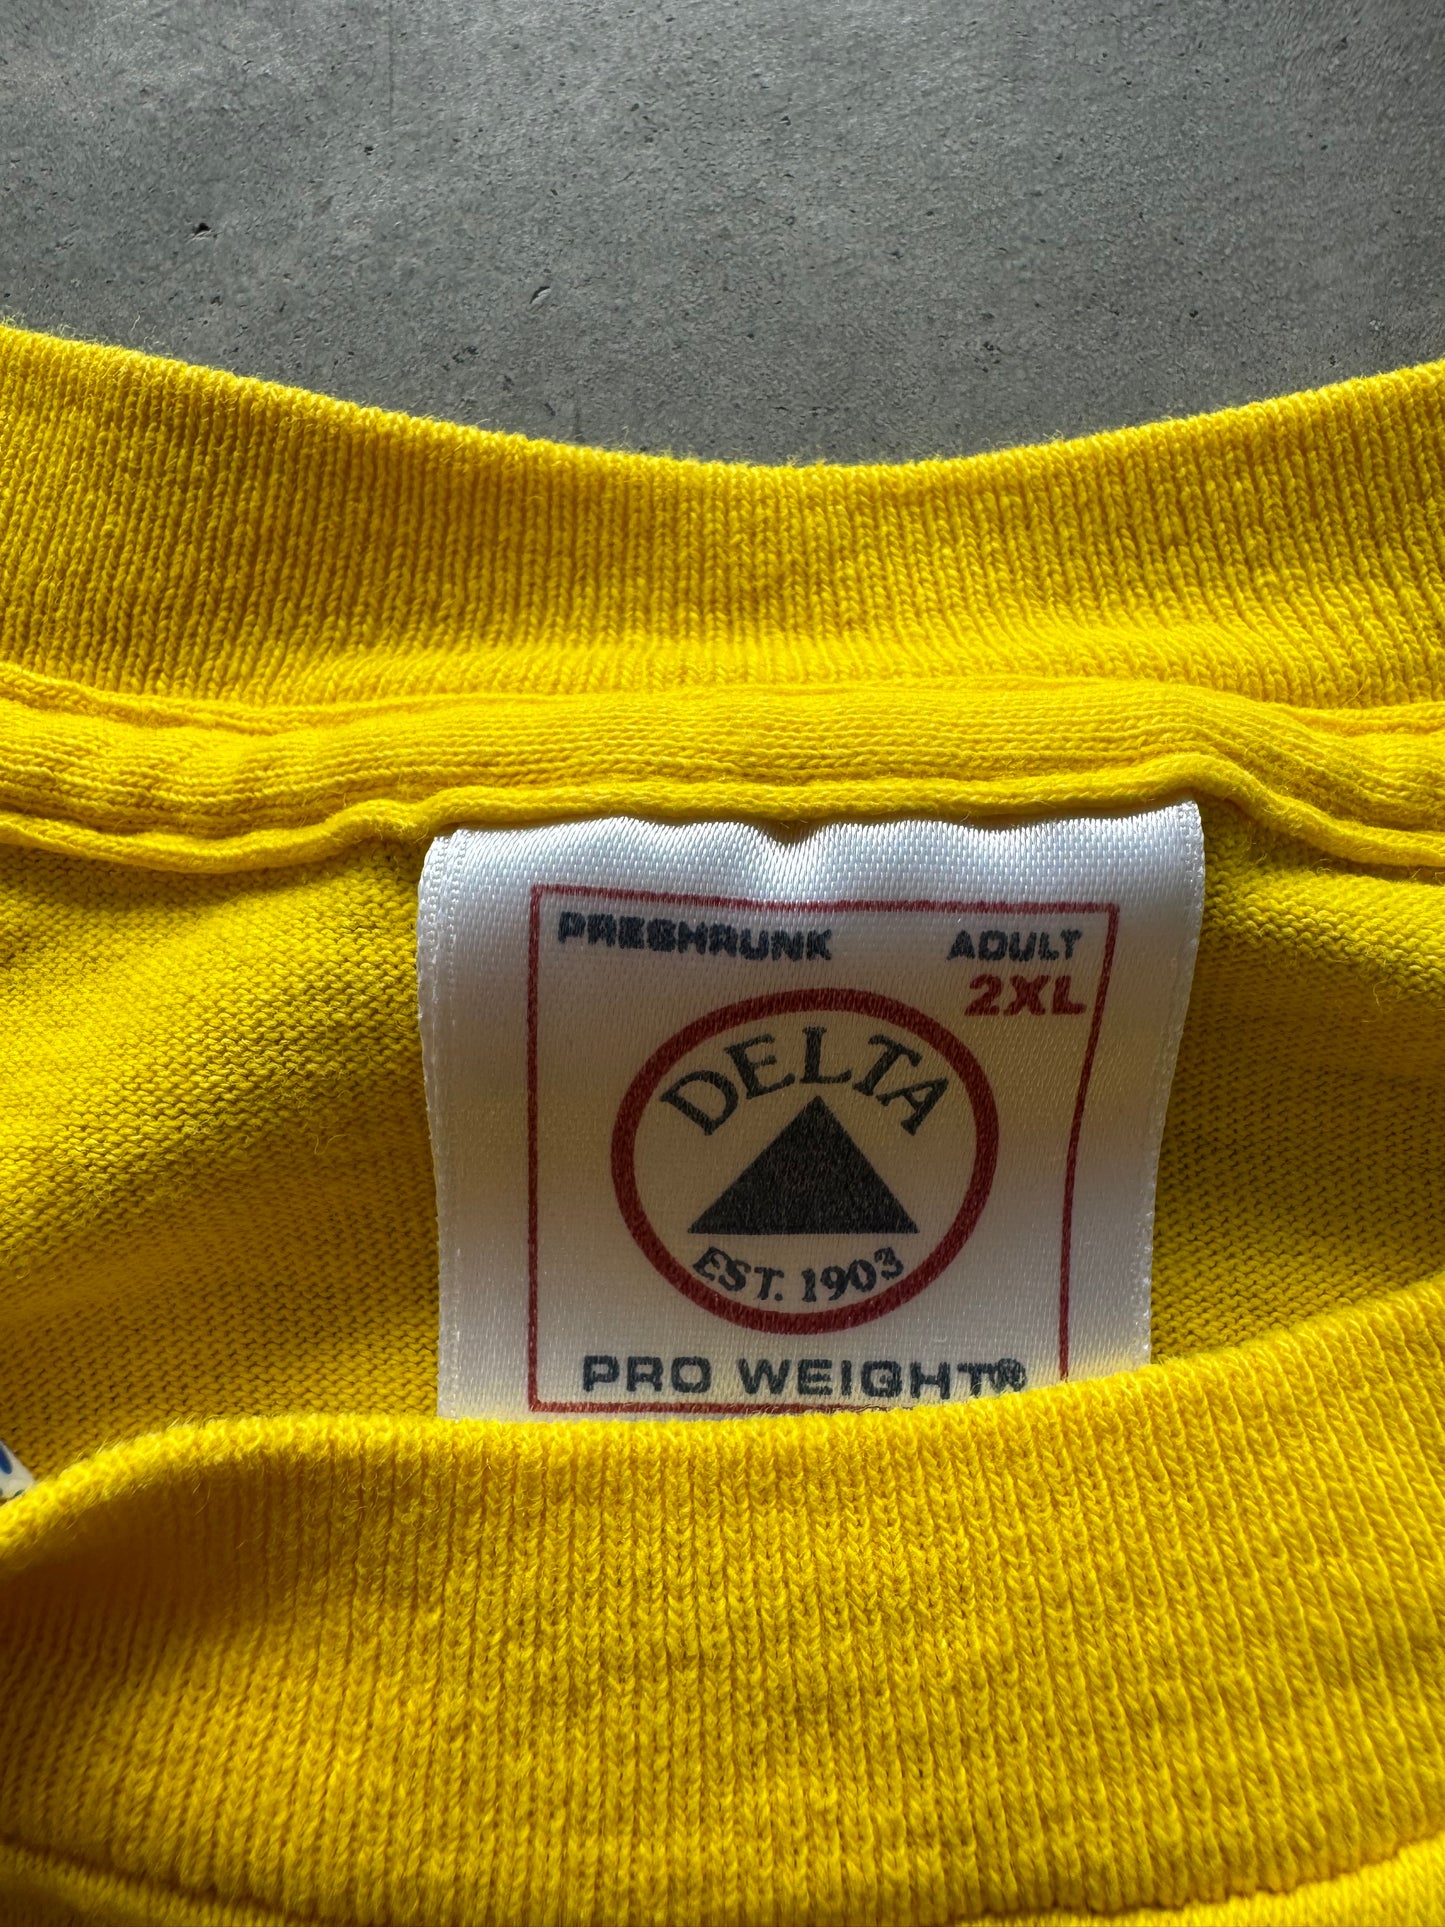 PRESHRUNK ADULT
2XL
DELTA
EST. 1903
PRO WEIGHT®